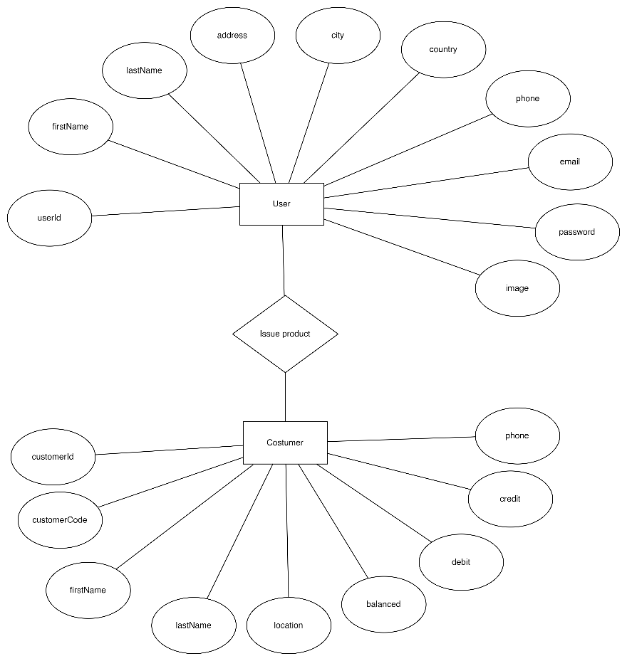 address
city
country
lastName
phone
firstName
email
User
userId
password
image
Issue product
phone
Costumer
customerId
credit
customerCode
debit
firstName
balanced
lastName
location